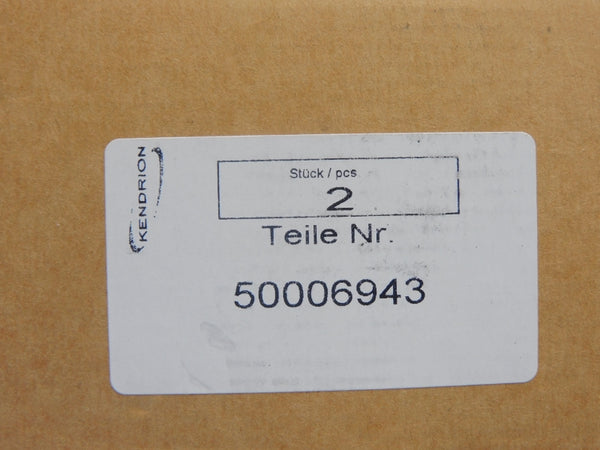 KENDRION
Stück / pcs
2
Teile Nr.
50006943